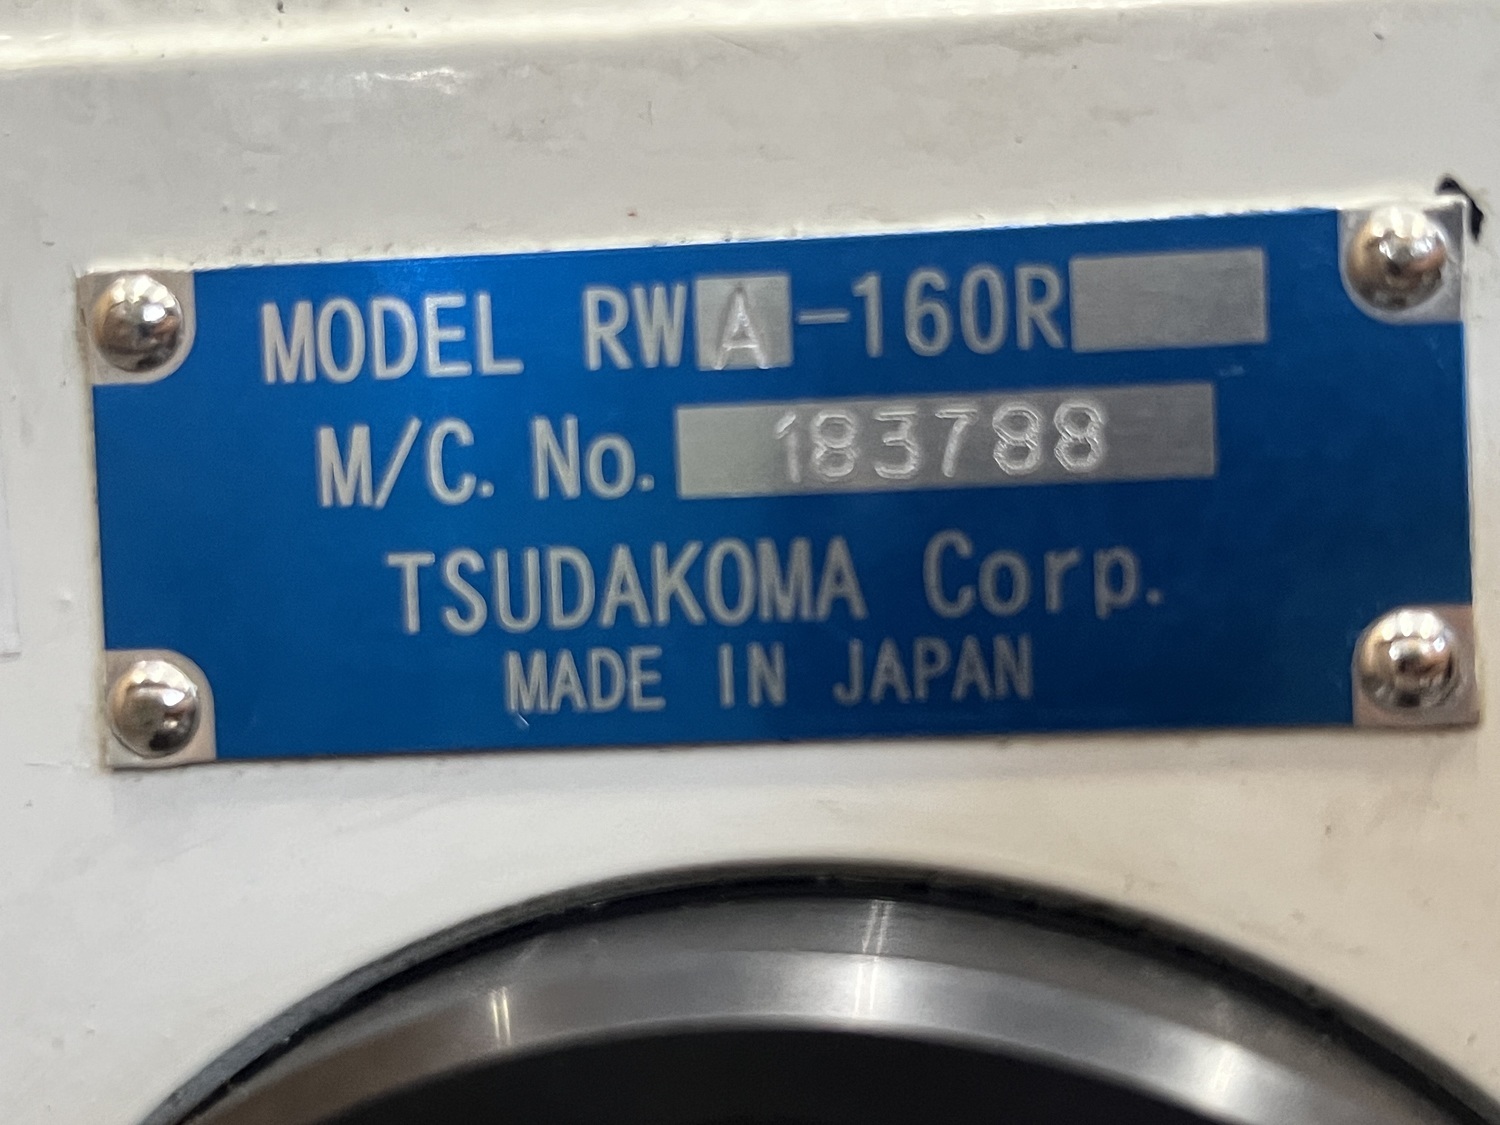 MODEL RWA-160R
M/C. No. 183788
TSUDAKOMA Corp.
MADE IN JAPAN